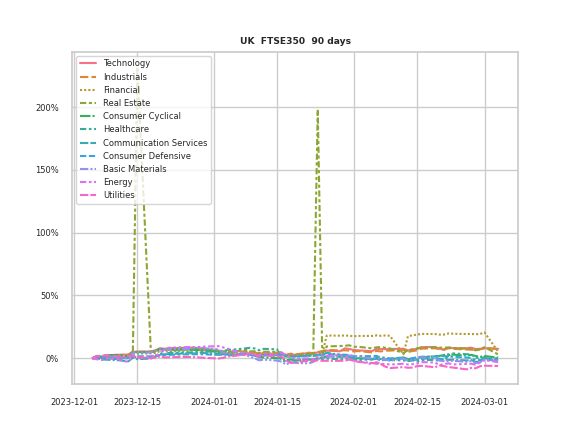 UK FTSE350 90 days
Technology
Industrials
Financial
Real Estate
Consumer Cyclical
Healthcare
Communication Services
Consumer Defensive
Basic Materials
Energy
Utilities
200%
150%
100%
50%
0%
2023-12-01 2023-12-15 2024-01-01 2024-01-15 2024-02-01 2024-02-15 2024-03-01